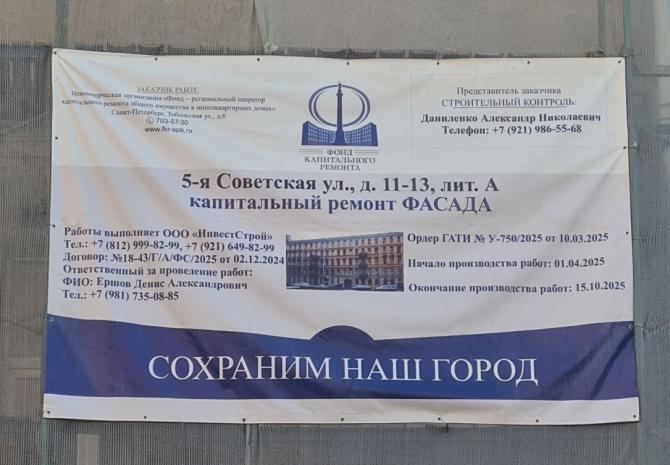 ЗАКАЗЧИК РАБОТ:
Некоммерческая организация «Фонд – региональный оператор
капитального ремонта общего имущества в многоквартирных домах»
Санкт-Петербург, Тобольская ул., д.6
703-57-30
www.fkr-spb.ru
ФОНД
КАПИТАЛЬНОГО
РЕМОНТА
Представитель заказчика
СТРОИТЕЛЬНЫЙ КОНТРОЛЬ:
Даниленко Александр Николаевич
Телефон: +7 (921) 986-55-68
5-я Советская ул., д. 11-13, лит. А
капитальный ремонт ФАСАДА
Работы выполняет ООО «ИнвестСтрой»
Тел.: +7 (812) 999-82-99, +7 (921) 649-82-99
Договор: №18-43/Г/А/ФС/2025 от 02.12.2024
Ответственный за проведение работ:
ФИО: Ершов Денис Александрович
Тел.: +7 (981) 735-08-85
Ордер ГАТИ № У-750/2025 от 10.03.2025
Начало производства работ: 01.04.2025
Окончание производства работ: 15.10.2025
СОХРАНИМ НАШ ГОРОД